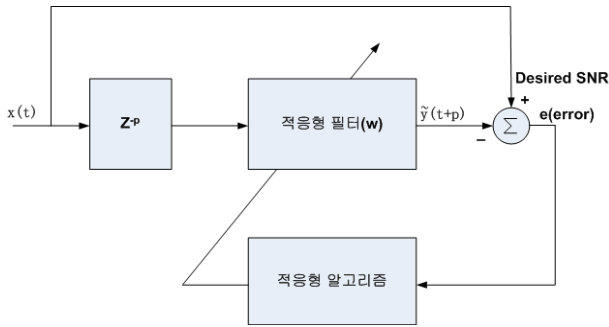 Desired SNR
x(t)
Z-p
적응형 필터(w)
ỹ(t+p)
+
Σ
−
e(error)
적응형 알고리즘